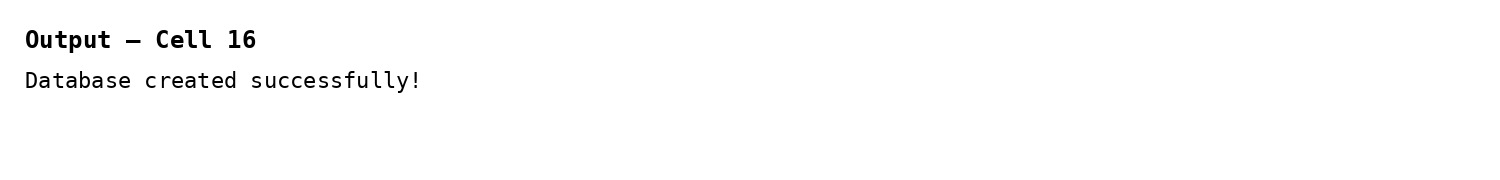 Output — Cell 16
Database created successfully!